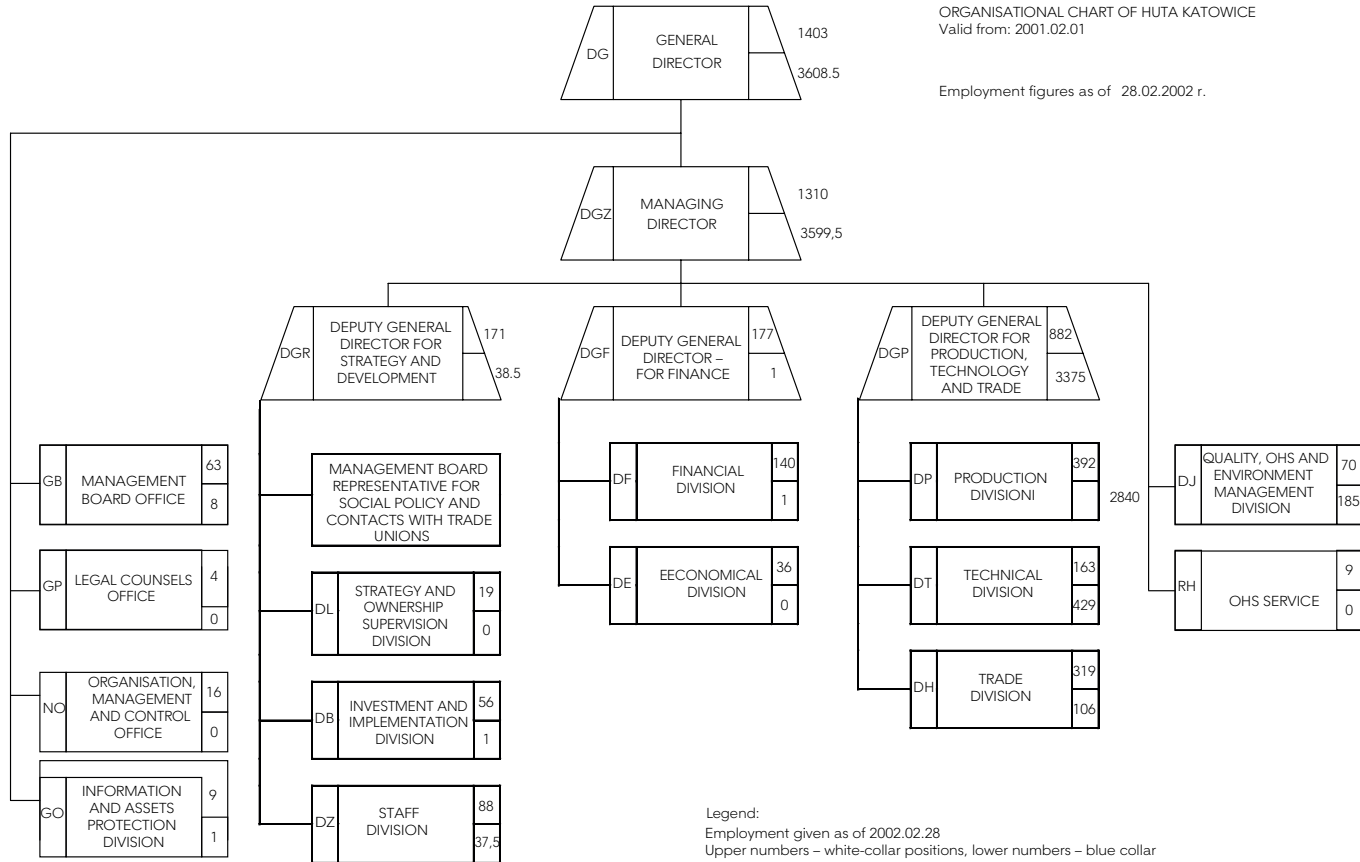 ORGANISATIONAL CHART OF HUTA KATOWICE
Valid from: 2001.02.01
Employment figures as of 28.02.2002 r.
DG
GENERAL
DIRECTOR
1403
3608.5
DGZ
MANAGING
DIRECTOR
1310
3599,5
DGR
DEPUTY GENERAL
DIRECTOR FOR
STRATEGY AND
DEVELOPMENT
171
38.5
DGF
DEPUTY GENERAL
DIRECTOR –
FOR FINANCE
177
1
DGP
DEPUTY GENERAL
DIRECTOR FOR
PRODUCTION,
TECHNOLOGY
AND TRADE
882
3375
GB
MANAGEMENT
BOARD OFFICE
63
8
GP
LEGAL COUNSELS
OFFICE
4
0
NO
ORGANISATION,
MANAGEMENT
AND CONTROL
OFFICE
16
0
GO
INFORMATION
AND ASSETS
PROTECTION
DIVISION
9
1
MANAGEMENT BOARD
REPRESENTATIVE FOR
SOCIAL POLICY AND
CONTACTS WITH TRADE
UNIONS
DL
STRATEGY AND
OWNERSHIP
SUPERVISION
DIVISION
19
0
DB
INVESTMENT AND
IMPLEMENTATION
DIVISION
56
1
DZ
STAFF
DIVISION
88
37,5
DF
FINANCIAL
DIVISION
140
1
DE
EECONOMICAL
DIVISION
36
0
DP
PRODUCTION
DIVISIONI
392
2840
DT
TECHNICAL
DIVISION
163
429
DH
TRADE
DIVISION
319
106
DJ
QUALITY, OHS AND
ENVIRONMENT
MANAGEMENT
DIVISION
70
185
RH
OHS SERVICE
9
0
Legend:
Employment given as of 2002.02.28
Upper numbers – white-collar positions, lower numbers – blue collar